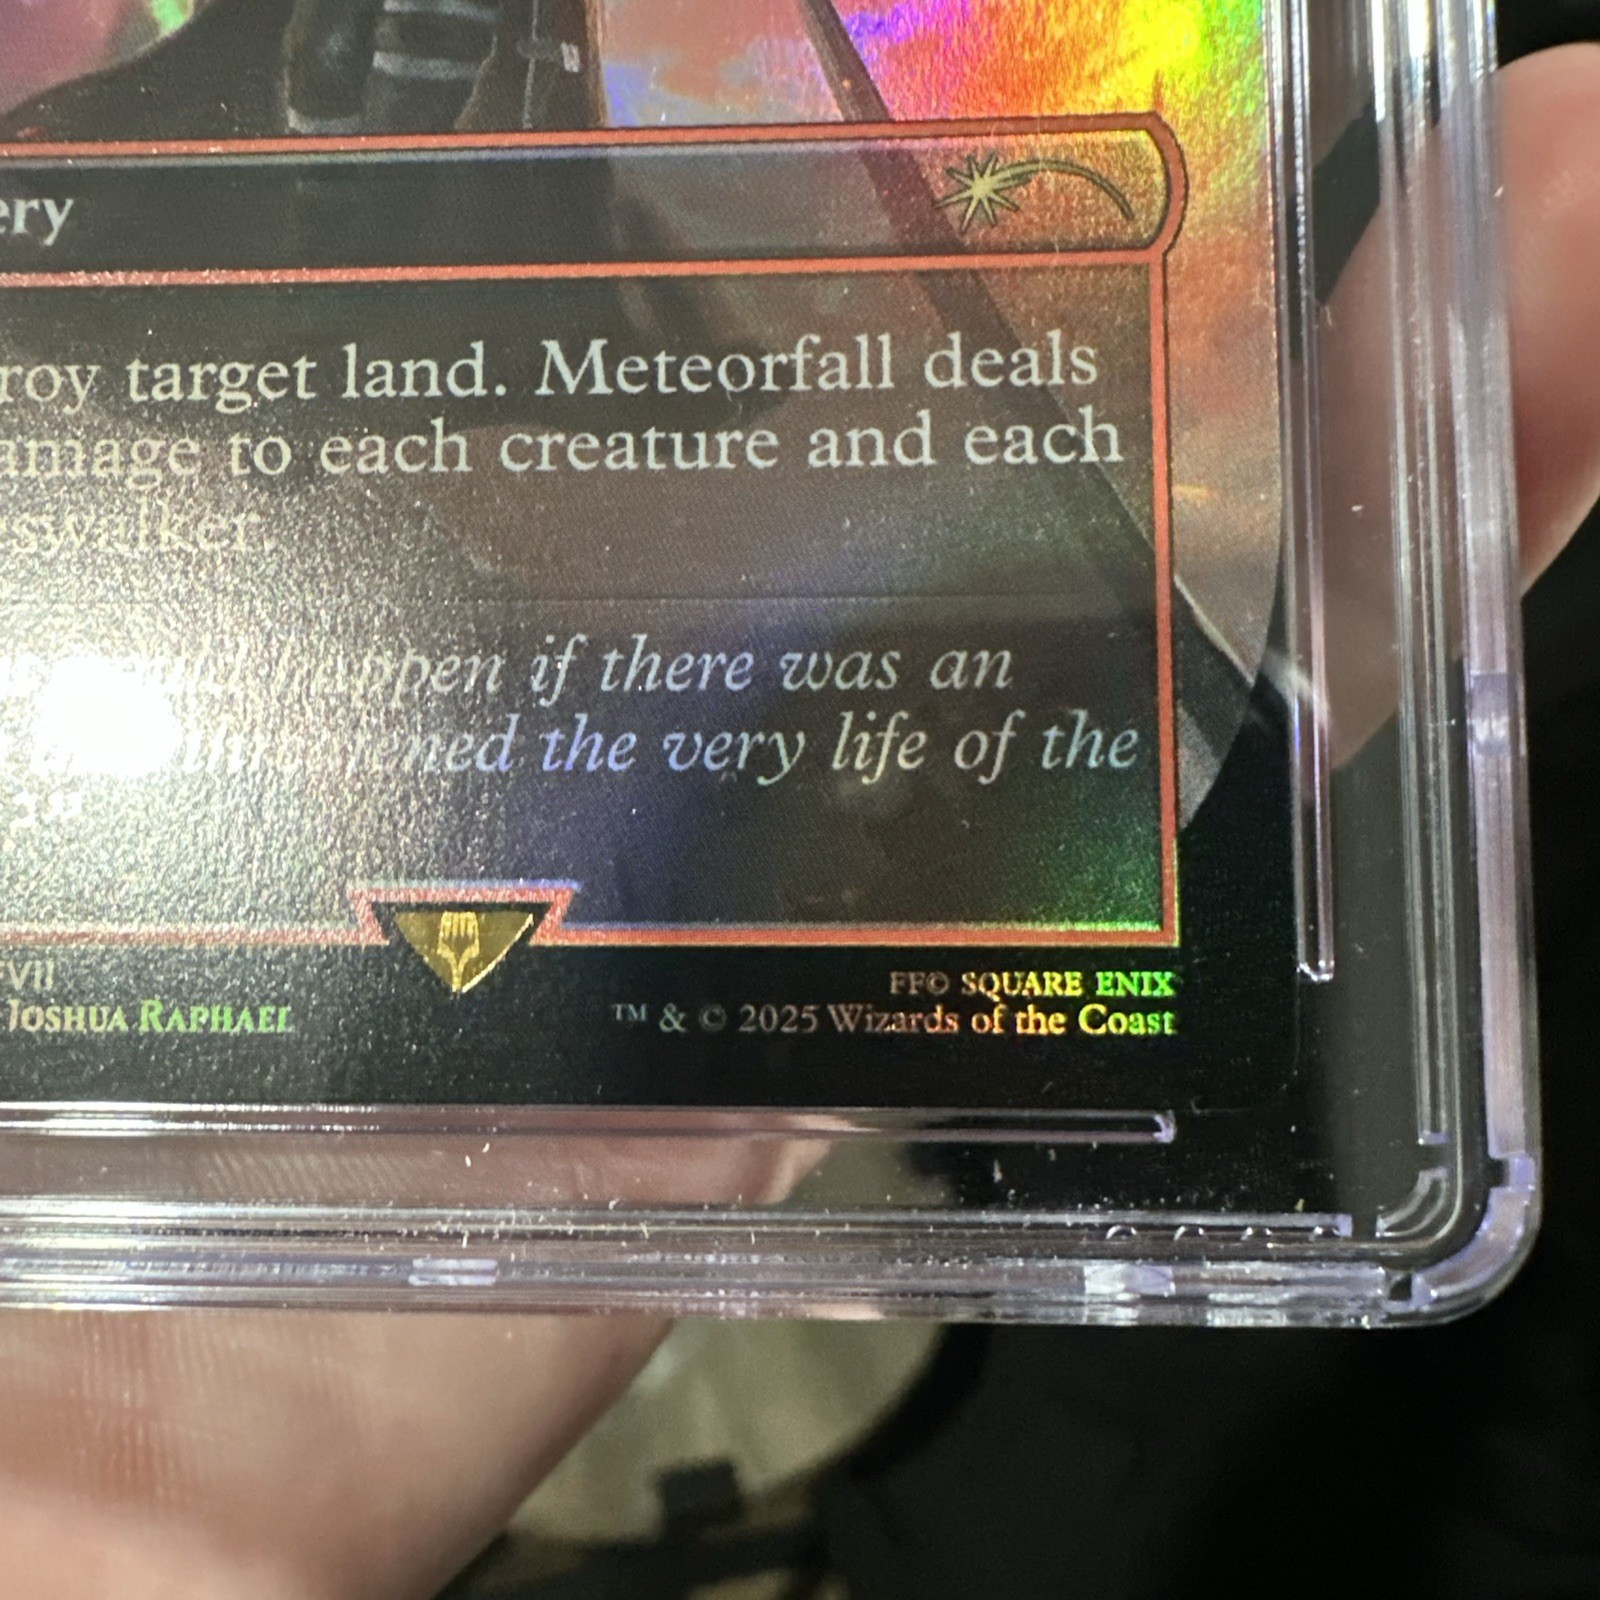 ery
roy target land. Meteorfall deals
amage to each creature and each
swalker.
happen if there was an
the very life of the
FVII
JOSHUA RAPHAEL
FF© SQUARE ENIX
™ & © 2025 Wizards of the Coast